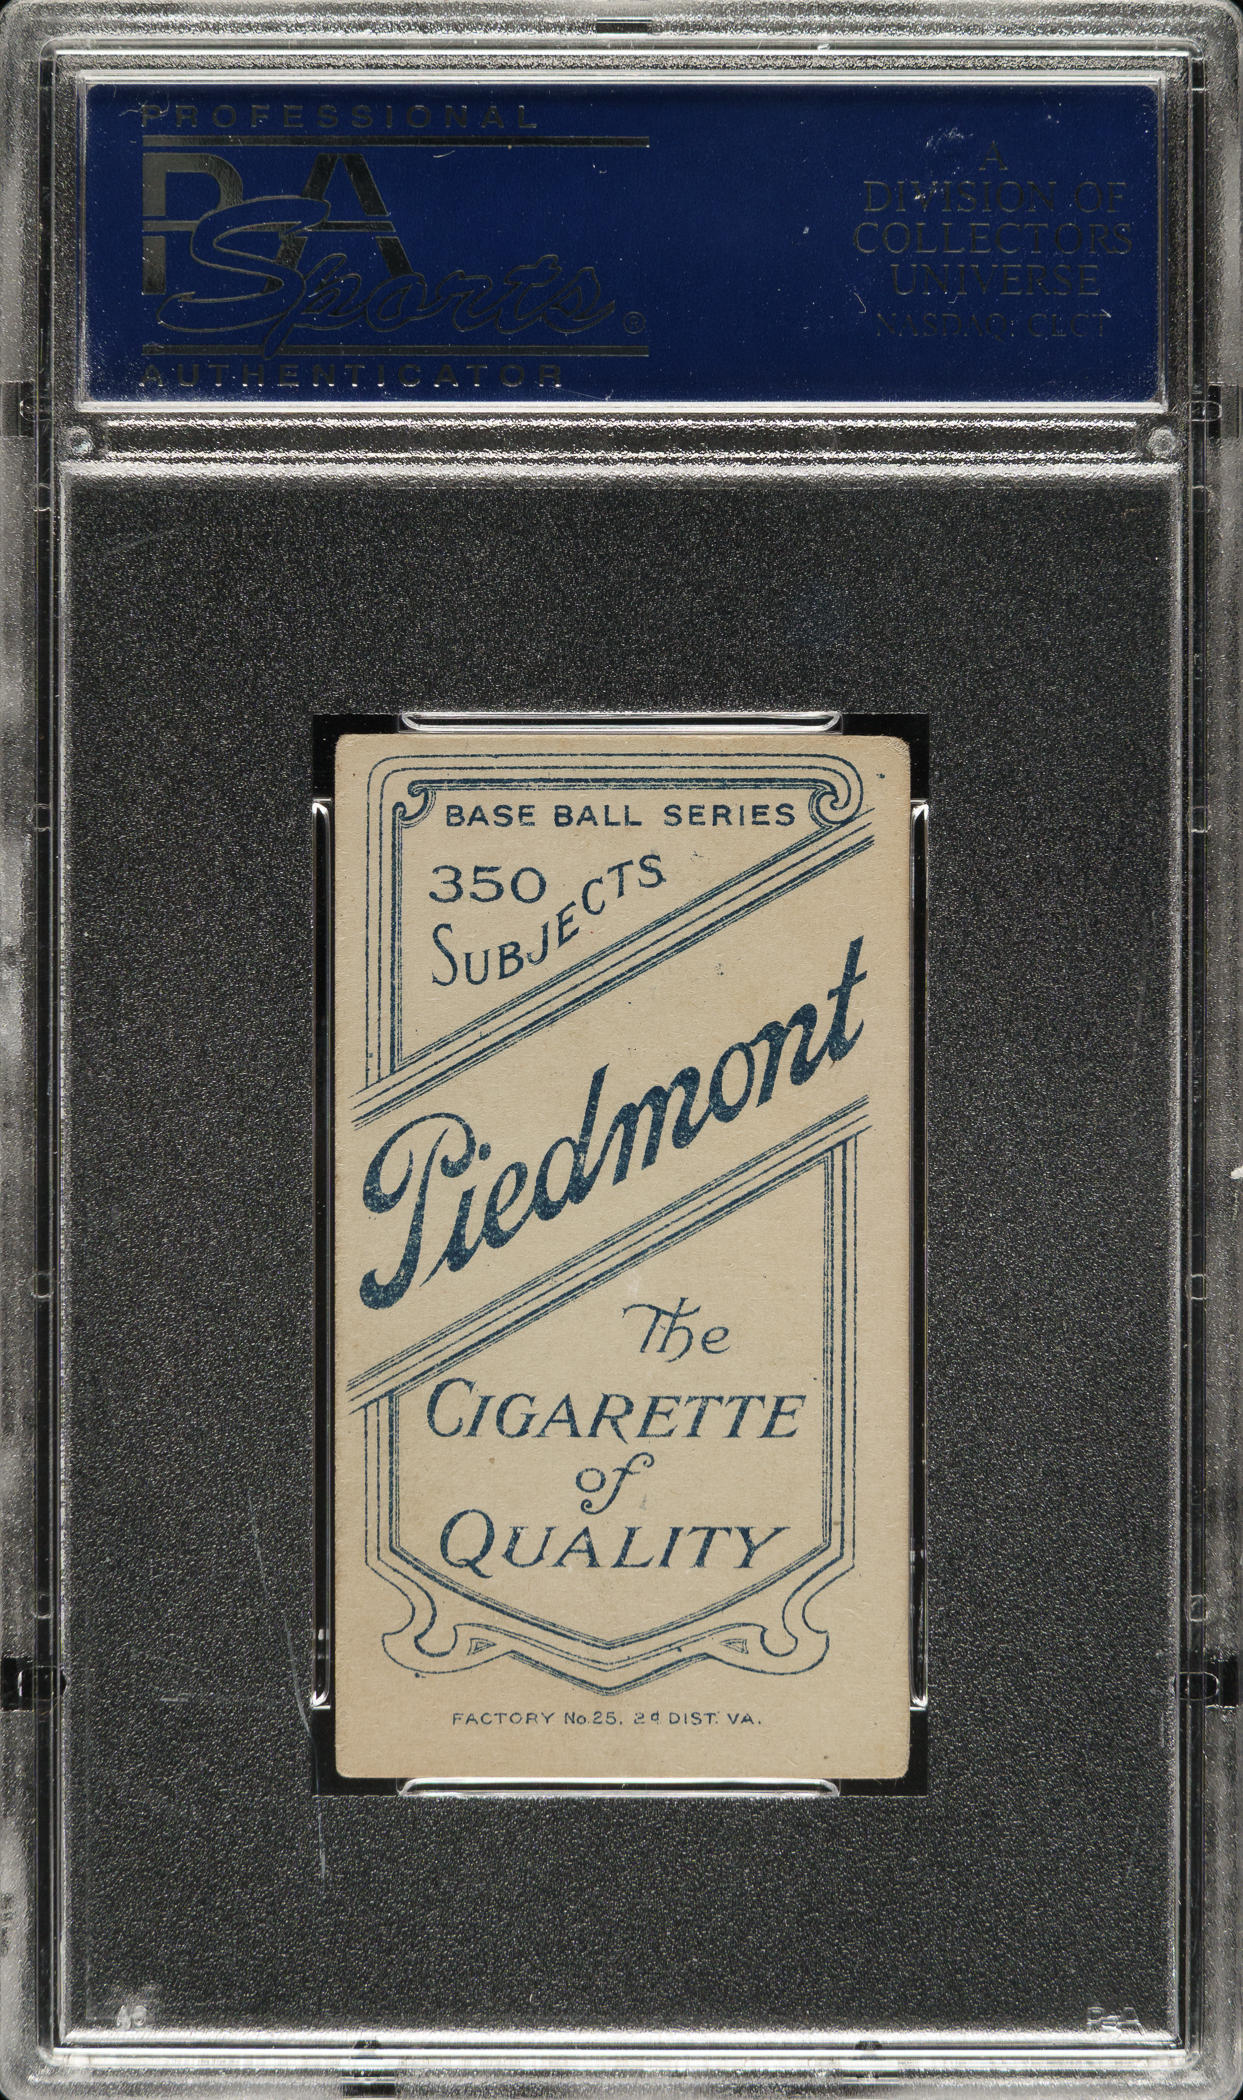 PROFESSIONAL
PSA
Sports®
AUTHENTICATOR
A
DIVISION OF
COLLECTORS
UNIVERSE
NASDAQ: CLCT
BASE BALL SERIES
350
SUBJECTS
Piedmont
The
CIGARETTE
of
QUALITY
FACTORY No. 25, 2d DIST. VA.
PSA